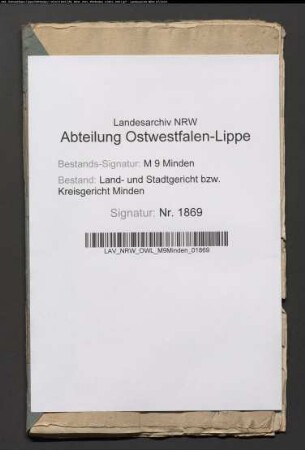 Landesarchiv NRW
Abteilung Ostwestfalen-Lippe
Bestands-Signatur: M 9 Minden
Bestand: Land- und Stadtgericht bzw.
Kreisgericht Minden
Signatur: Nr. 1869
LAV_NRW_OWL_M9Minden_01869